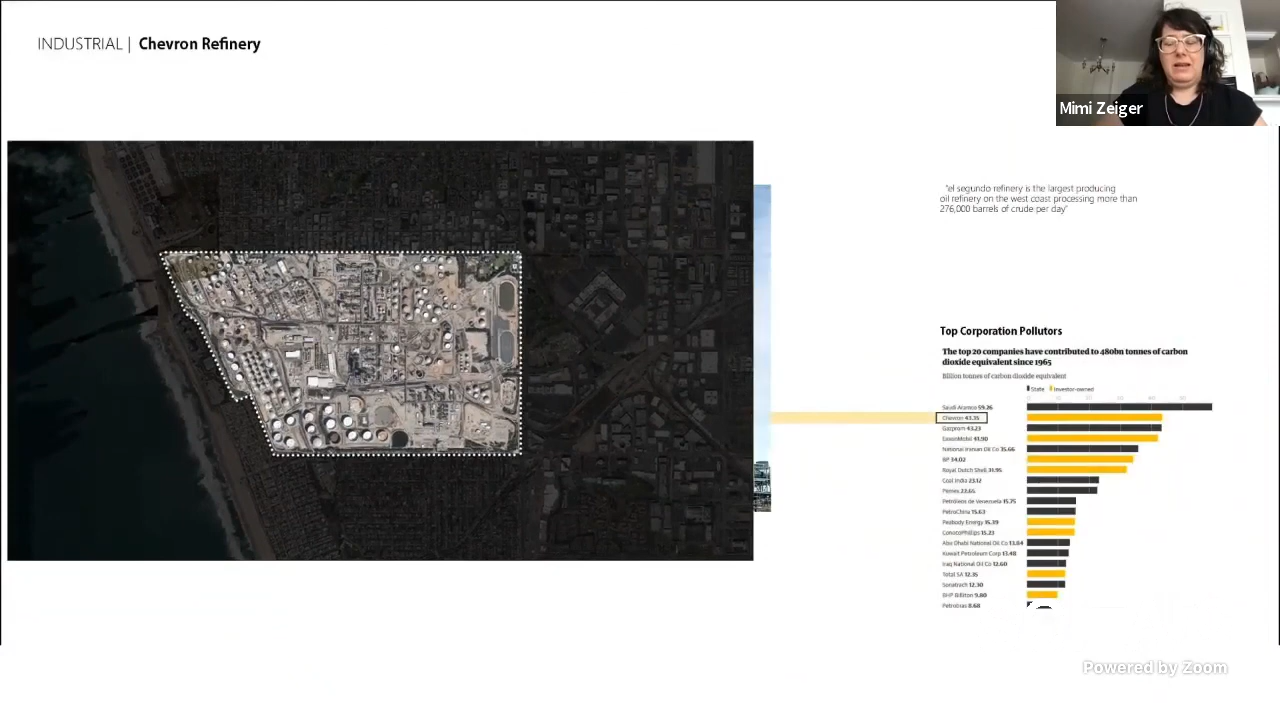 INDUSTRIAL | Chevron Refinery
Mimi Zeiger
"el segundo refinery is the largest producing
oil refinery on the west coast processing more than
276,000 barrels of crude per day"
Top Corporation Pollutors
The top 20 companies have contributed to 480bn tonnes of carbon
dioxide equivalent since 1965
Billion tonnes of carbon dioxide equivalent
State Investor-owned
Saudi Aramco 59.26
Chevron 43.35
Gazprom 43.23
ExxonMobil 41.90
National Iranian Oil Co 35.66
BP 34.02
Royal Dutch Shell 31.95
Coal India 23.12
Pemex 22.65
Petróleos de Venezuela 15.75
PetroChina 15.63
Peabody Energy 15.39
ConocoPhillips 15.23
Abu Dhabi National Oil Co 13.84
Kuwait Petroleum Corp 13.48
Iraq National Oil Co 12.60
Total SA 12.35
Sonatrach 12.30
BHP Billiton 9.80
Petrobras 8.68
Powered by Zoom